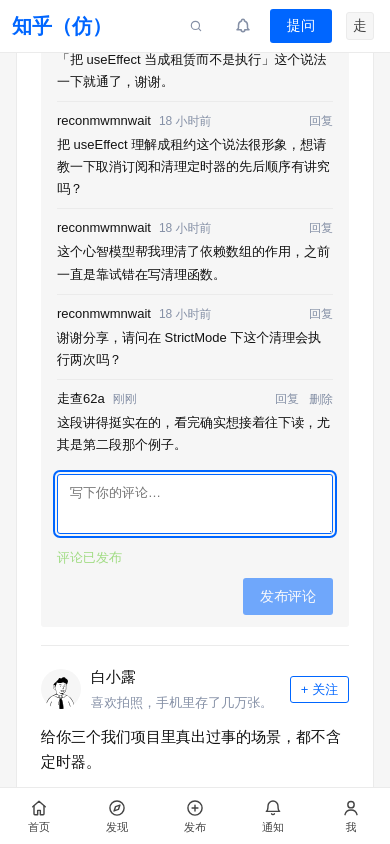 知乎（仿）
提问
走
「把 useEffect 当成租赁而不是执行」这个说法
一下就通了，谢谢。
reconmwmnwait 18 小时前 回复
把 useEffect 理解成租约这个说法很形象，想请
教一下取消订阅和清理定时器的先后顺序有讲究
吗？
reconmwmnwait 18 小时前 回复
这个心智模型帮我理清了依赖数组的作用，之前
一直是靠试错在写清理函数。
reconmwmnwait 18 小时前 回复
谢谢分享，请问在 StrictMode 下这个清理会执
行两次吗？
走查62a 刚刚 回复 删除
这段讲得挺实在的，看完确实想接着往下读，尤
其是第二段那个例子。
写下你的评论…
评论已发布
发布评论
白小露
+ 关注
喜欢拍照，手机里存了几万张。
给你三个我们项目里真出过事的场景，都不含
定时器。
首页 发现 发布 通知 我